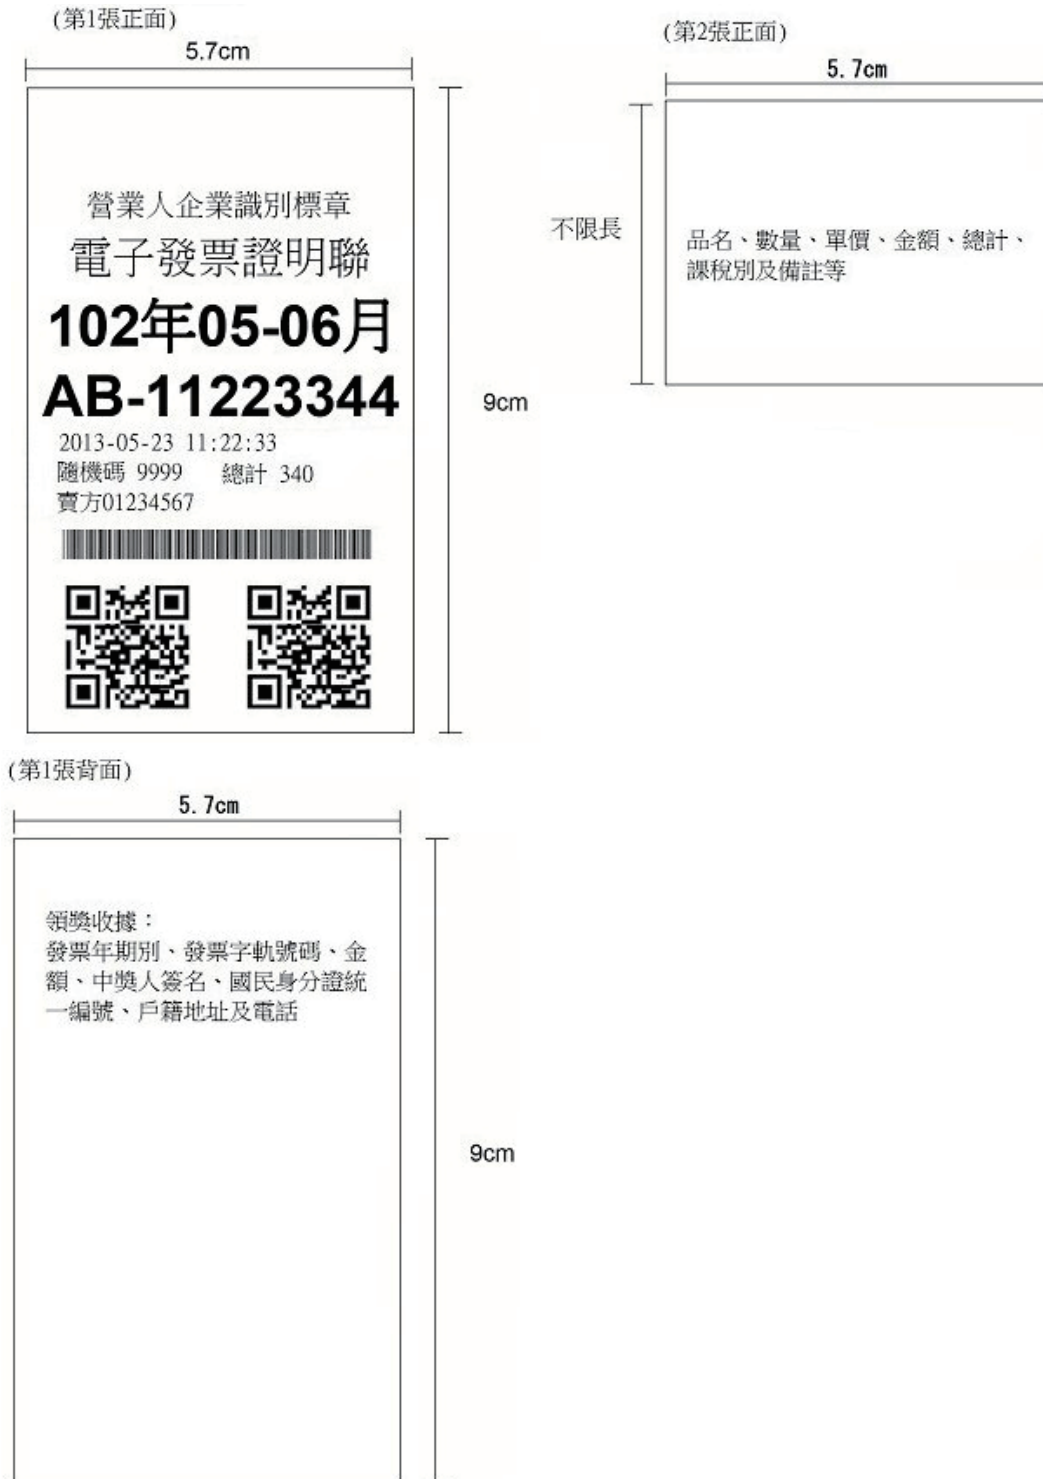 (第1張正面)
5.7cm
營業人企業識別標章
電子發票證明聯
102年05-06月
AB-11223344
2013-05-23 11:22:33
隨機碼 9999 總計 340
賣方01234567
9cm
(第2張正面)
5.7cm
不限長
品名、數量、單價、金額、總計、
課稅別及備註等
(第1張背面)
5.7cm
領獎收據：
發票年期別、發票字軌號碼、金
額、中獎人簽名、國民身分證統
一編號、戶籍地址及電話
9cm